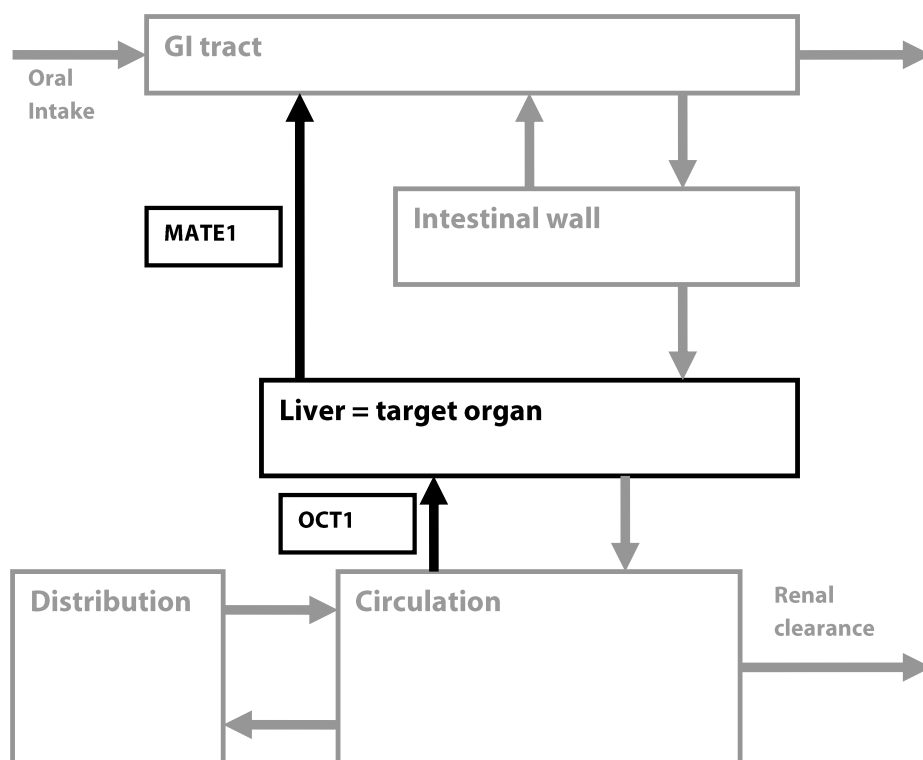 GI tract
Oral
Intake
MATE1
Intestinal wall
Liver = target organ
OCT1
Distribution
Circulation
Renal
clearance